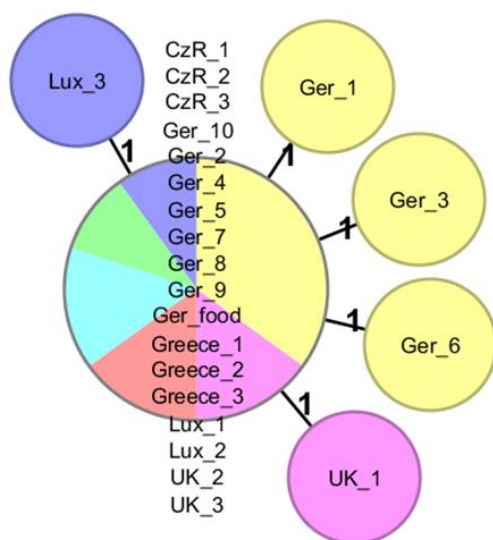 Lux_3
1
CzR_1
CzR_2
CzR_3
Ger_10
Ger_2
Ger_4
Ger_5
Ger_7
Ger_8
Ger_9
Ger_food
Greece_1
Greece_2
Greece_3
Lux_1
Lux_2
UK_2
UK_3
Ger_1
1
Ger_3
1
Ger_6
1
UK_1
1